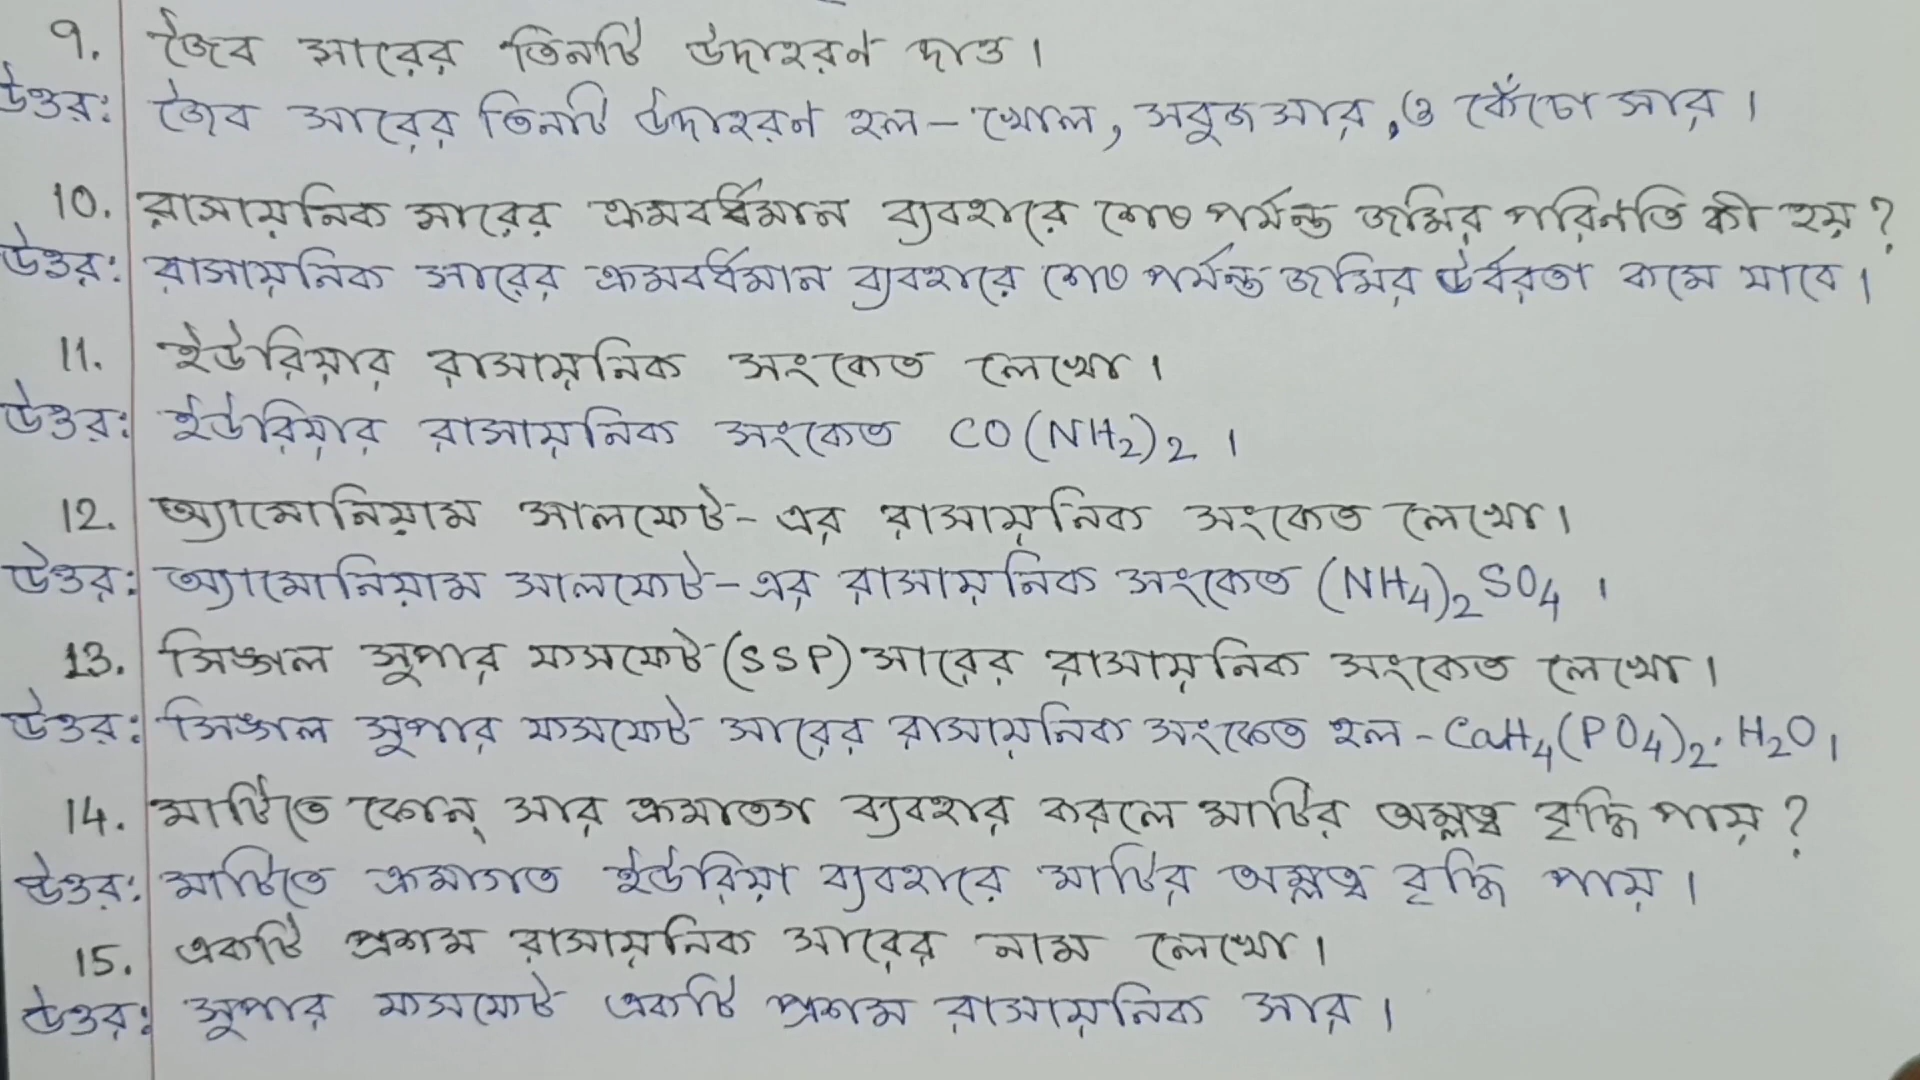 9. জৈব সারের তিনটি উদাহরণ দাও।
উত্তর: জৈব সারের তিনটি উদাহরণ হল - খোল, সবুজ সার, ও কেঁচো সার।
10. রাসায়নিক সারের ক্রমবর্ধমান ব্যবহারে শেষ পর্যন্ত জমির পরিনতি কী হয়?
উত্তর: রাসায়নিক সারের ক্রমবর্ধমান ব্যবহারে শেষ পর্যন্ত জমির উর্বরতা কমে যাবে।
11. ইউরিয়ার রাসায়নিক সংকেত লেখো।
উত্তর: ইউরিয়ার রাসায়নিক সংকেত CO(NH₂)₂ ।
12. অ্যামোনিয়াম সালফেট-এর রাসায়নিক সংকেত লেখো।
উত্তর: অ্যামোনিয়াম সালফেট-এর রাসায়নিক সংকেত (NH₄)₂SO₄ ।
13. সিঙ্গল সুপার ফসফেট (SSP) সারের রাসায়নিক সংকেত লেখো।
উত্তর: সিঙ্গল সুপার ফসফেট সারের রাসায়নিক সংকেত হল - CaH₄(PO₄)₂·H₂O।
14. মাটিতে কোন্ সার ক্রমাগত ব্যবহার করলে মাটির অম্লত্ব বৃদ্ধি পায়?
উত্তর: মাটিতে ক্রমাগত ইউরিয়া ব্যবহারে মাটির অম্লত্ব বৃদ্ধি পায়।
15. একটি প্রশম রাসায়নিক সারের নাম লেখো।
উত্তর: সুপার ফসফেট একটি প্রশম রাসায়নিক সার।